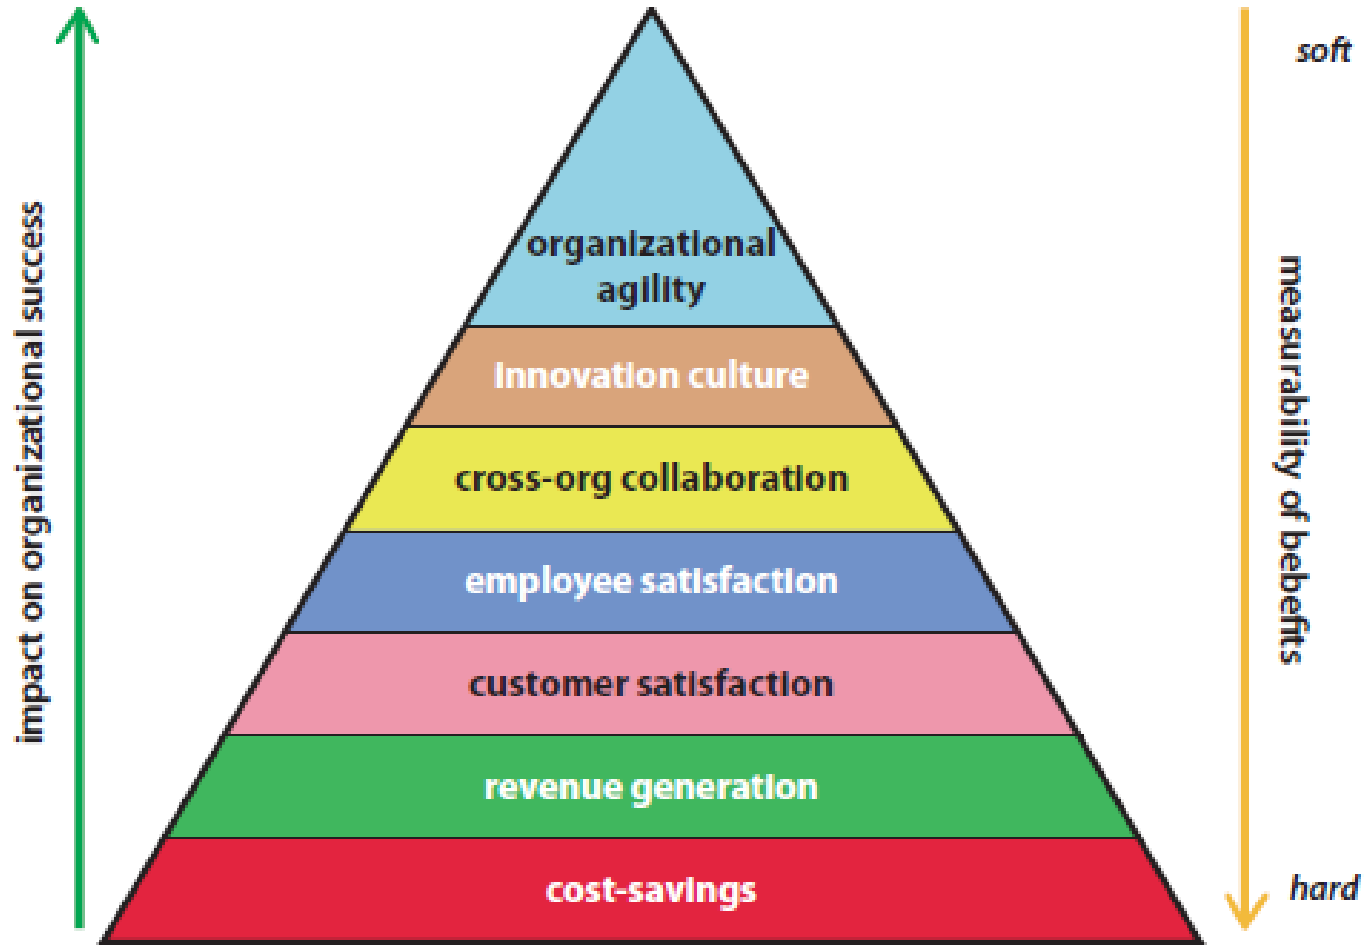 soft
impact on organizational success
organizational
agility
innovation culture
cross-org collaboration
employee satisfaction
customer satisfaction
revenue generation
cost-savings
measurability of bebefits
hard